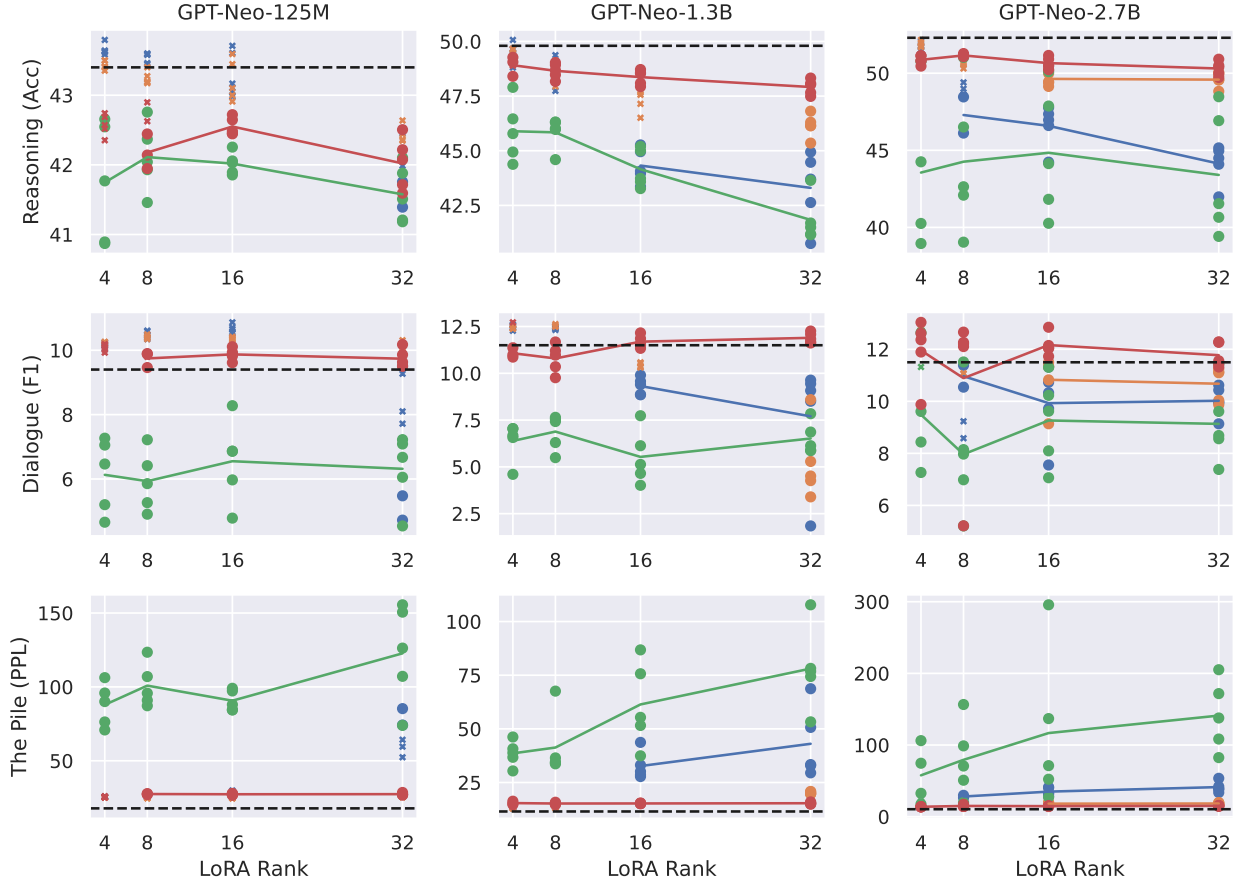 GPT-Neo-125M
GPT-Neo-1.3B
GPT-Neo-2.7B
Reasoning (Acc)
43
42
41
4 8 16 32
50.0
47.5
45.0
42.5
4 8 16 32
50
45
40
4 8 16 32
Dialogue (F1)
10
8
6
4 8 16 32
12.5
10.0
7.5
5.0
2.5
4 8 16 32
12
10
8
6
4 8 16 32
The Pile (PPL)
150
100
50
4 8 16 32
LoRA Rank
100
75
50
25
4 8 16 32
LoRA Rank
300
200
100
0
4 8 16 32
LoRA Rank